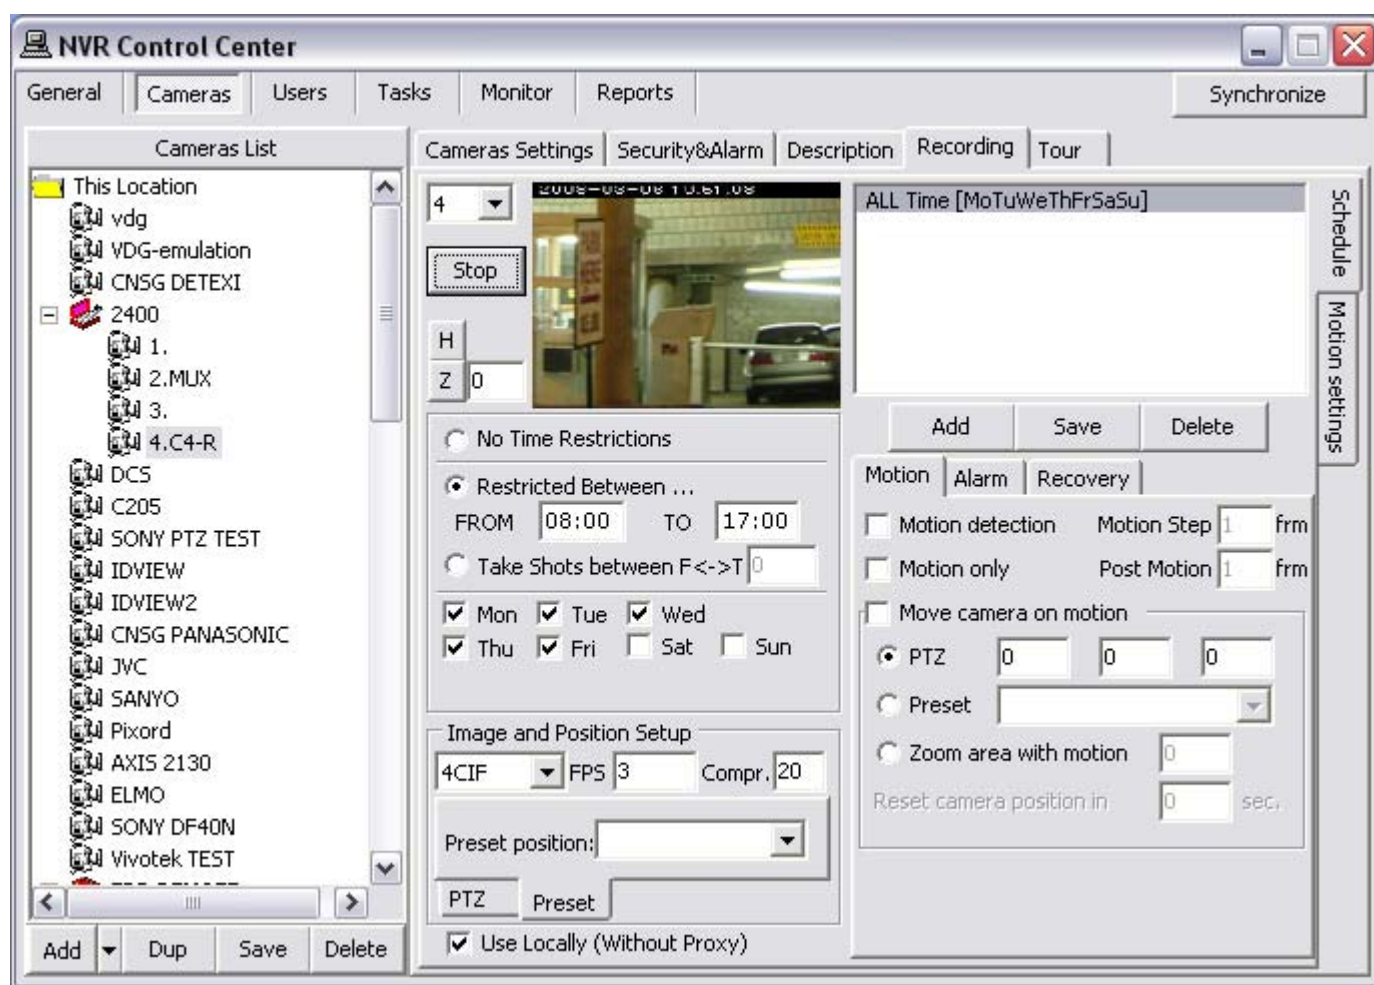 NVR Control Center
General Cameras Users Tasks Monitor Reports Synchronize
Cameras List
This Location
vdg
VDG-emulation
CNSG DETEXI
2400
1.
2.MUX
3.
4.C4-R
DCS
C205
SONY PTZ TEST
IDVIEW
IDVIEW2
CNSG PANASONIC
JVC
SANYO
Pixord
AXIS 2130
ELMO
SONY DF40N
Vivotek TEST
Add Dup Save Delete
Cameras Settings Security&Alarm Description Recording Tour
4
Stop
H
Z 0
No Time Restrictions
Restricted Between ...
FROM 08:00 TO 17:00
Take Shots between F<->T 0
Mon Tue Wed
Thu Fri Sat Sun
Image and Position Setup
4CIF FPS 3 Compr. 20
Preset position:
PTZ Preset
Use Locally (Without Proxy)
ALL Time [MoTuWeThFrSaSu]
Add Save Delete
Motion Alarm Recovery
Motion detection Motion Step 1 frm
Motion only Post Motion 1 frm
Move camera on motion
PTZ 0 0 0
Preset
Zoom area with motion 0
Reset camera position in 0 sec.
Schedule
Motion settings